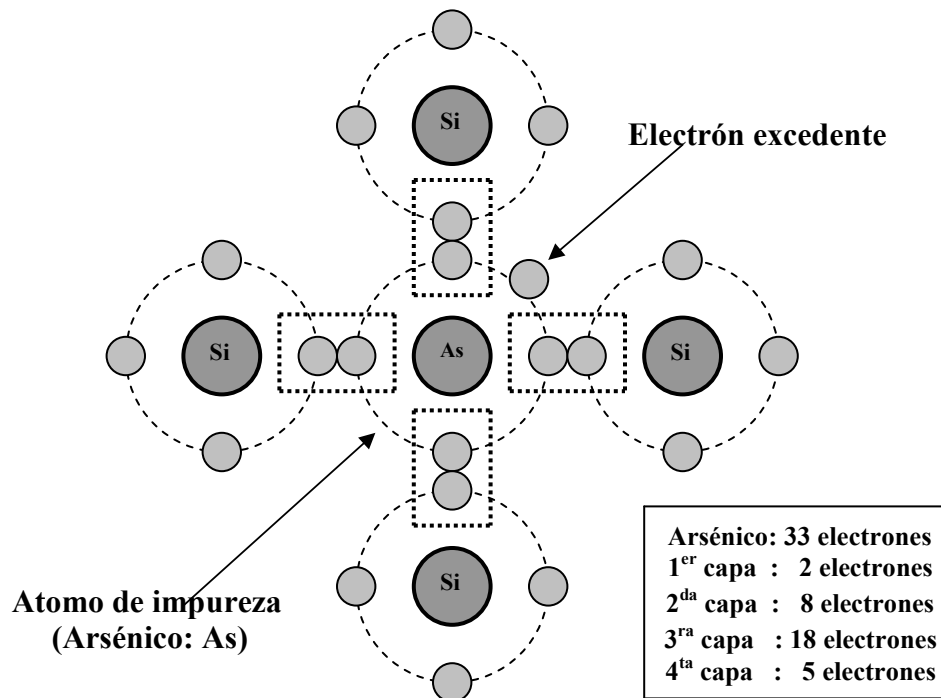 Si
Electrón excedente
Si
As
Si
Si
Atomo de impureza
(Arsénico: As)
Arsénico: 33 electrones
1er capa : 2 electrones
2da capa : 8 electrones
3ra capa : 18 electrones
4ta capa : 5 electrones